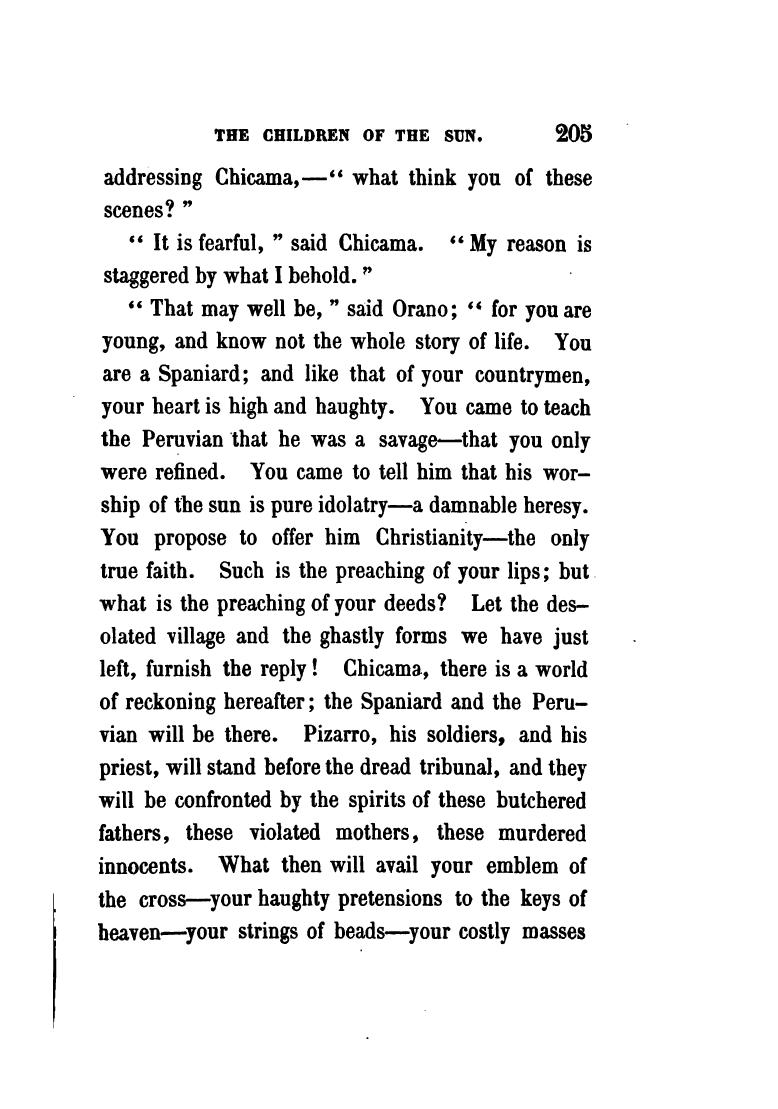 THE CHILDREN OF THE SUN. 205
addressing Chicama,—“ what think you of these
scenes? ”
“ It is fearful, ” said Chicama. “ My reason is
staggered by what I behold. ”
“ That may well be, ” said Orano; “ for you are
young, and know not the whole story of life. You
are a Spaniard; and like that of your countrymen,
your heart is high and haughty. You came to teach
the Peruvian that he was a savage—that you only
were refined. You came to tell him that his wor-
ship of the sun is pure idolatry—a damnable heresy.
You propose to offer him Christianity—the only
true faith. Such is the preaching of your lips; but
what is the preaching of your deeds? Let the des-
olated village and the ghastly forms we have just
left, furnish the reply! Chicama, there is a world
of reckoning hereafter; the Spaniard and the Peru-
vian will be there. Pizarro, his soldiers, and his
priest, will stand before the dread tribunal, and they
will be confronted by the spirits of these butchered
fathers, these violated mothers, these murdered
innocents. What then will avail your emblem of
the cross—your haughty pretensions to the keys of
heaven—your strings of beads—your costly masses